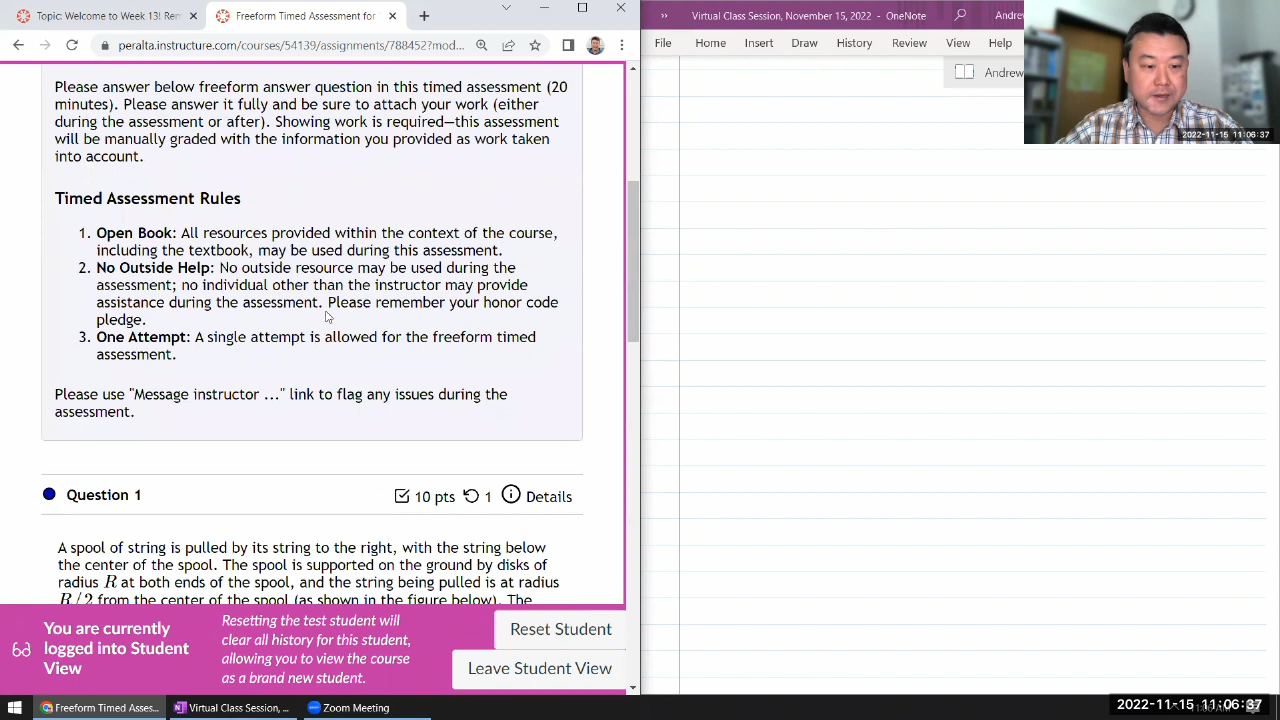 Topic: Welcome to Week 13! Rem
Freeform Timed Assessment for
peralta.instructure.com/courses/54139/assignments/788452?mod...
Please answer below freeform answer question in this timed assessment (20
minutes). Please answer it fully and be sure to attach your work (either
during the assessment or after). Showing work is required—this assessment
will be manually graded with the information you provided as work taken
into account.
Timed Assessment Rules
1. Open Book: All resources provided within the context of the course,
including the textbook, may be used during this assessment.
2. No Outside Help: No outside resource may be used during the
assessment; no individual other than the instructor may provide
assistance during the assessment. Please remember your honor code
pledge.
3. One Attempt: A single attempt is allowed for the freeform timed
assessment.
Please use "Message instructor ..." link to flag any issues during the
assessment.
Question 1
10 pts 1 Details
A spool of string is pulled by its string to the right, with the string below
the center of the spool. The spool is supported on the ground by disks of
radius R at both ends of the spool, and the string being pulled is at radius
R/2 from the center of the spool (as shown in the figure below). The
You are currently
logged into Student
View
Resetting the test student will
clear all history for this student,
allowing you to view the course
as a brand new student.
Reset Student
Leave Student View
Virtual Class Session, November 15, 2022 - OneNote
Andrew
File Home Insert Draw History Review View Help
Andrew
2022-11-15 11:06:37
Freeform Timed Asses...
Virtual Class Session, ...
Zoom Meeting
2022-11-15 11:06:37